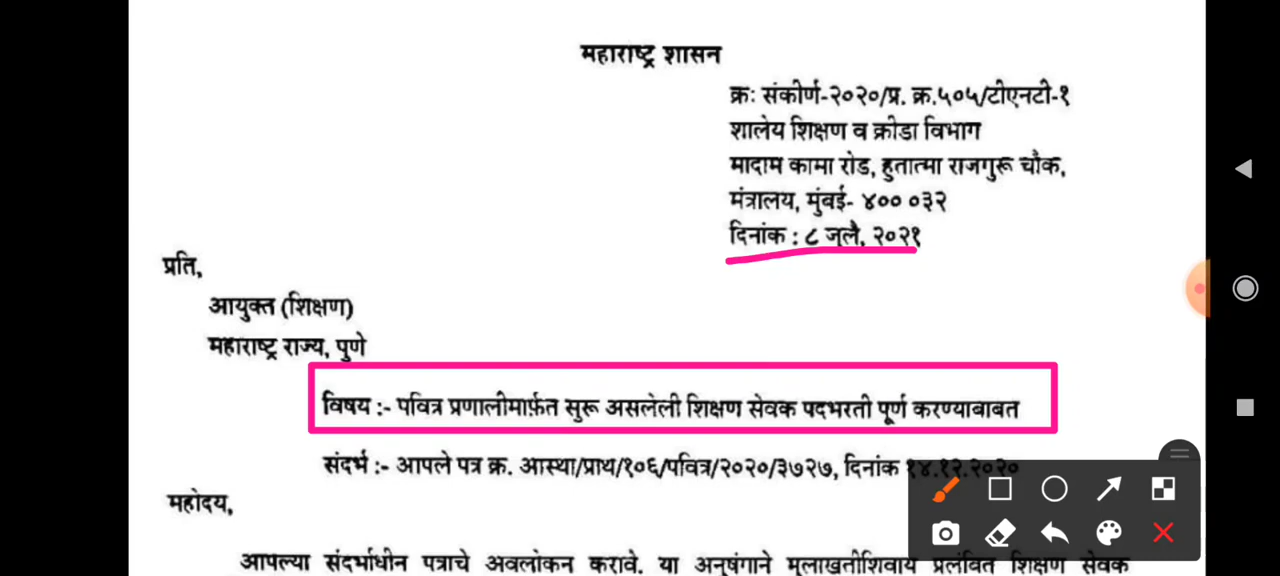 महाराष्ट्र शासन
क्रः संकीर्ण-२०२०/प्र. क्र.५०५/टीएनटी-१
शालेय शिक्षण व क्रीडा विभाग
मादाम कामा रोड, हुतात्मा राजगुरू चौक,
मंत्रालय, मुंबई- ४०० ०३२
दिनांक : ८ जूलै, २०२१
प्रति,
आयुक्त (शिक्षण)
महाराष्ट्र राज्य, पुणे
विषय :- पवित्र प्रणालीमार्फत सुरू असलेली शिक्षण सेवक पदभरती पूर्ण करण्याबाबत
संदर्भ :- आपले पत्र क्र. आस्था/प्राथ/१०६/पवित्र/२०२०/३७२७, दिनांक १४.१२.२०२०
महोदय,
आपल्या संदर्भाधीन पत्राचे अवलोकन करावे. या अनुषंगाने मुलाखतीशिवाय प्रलंबित शिक्षण सेवक